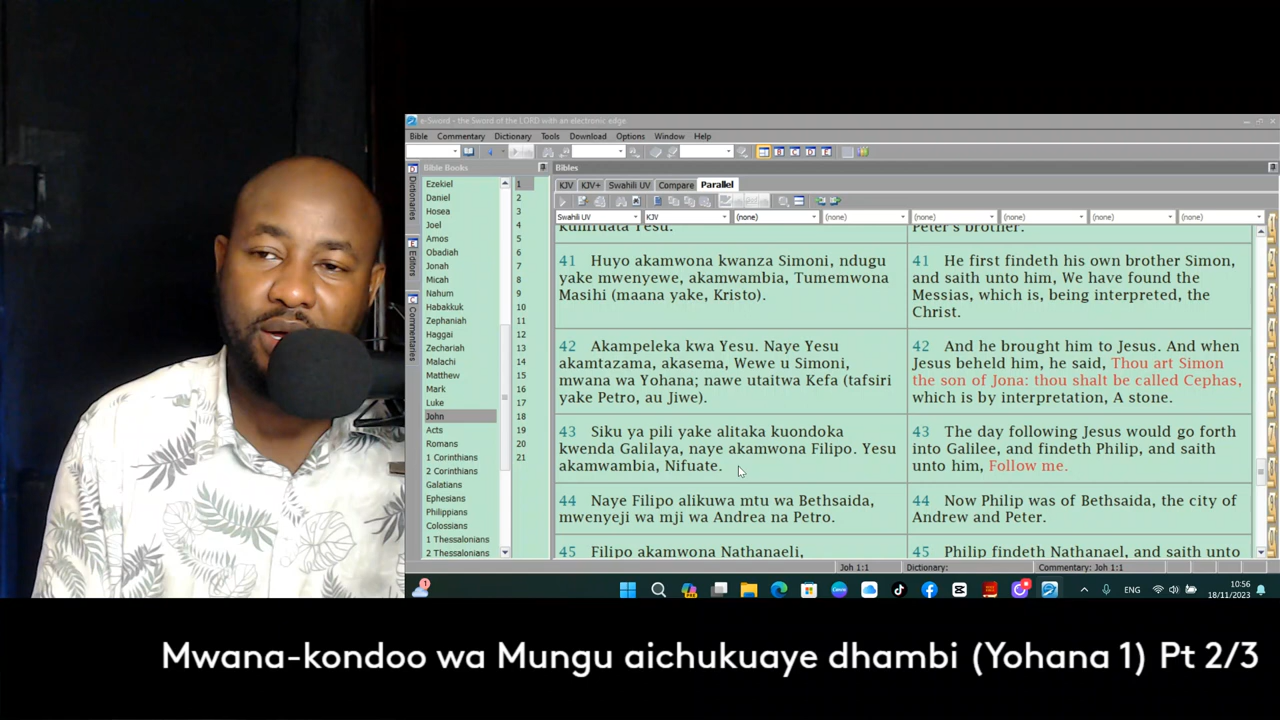 e-Sword - the Sword of the LORD with an electronic edge
Bible Commentary Dictionary Tools Download Options Window Help
Bible Books
Bibles
Dictionaries
Editors
Commentaries
Ezekiel
Daniel
Hosea
Joel
Amos
Obadiah
Jonah
Micah
Nahum
Habakkuk
Zephaniah
Haggai
Zechariah
Malachi
Matthew
Mark
Luke
John
Acts
Romans
1 Corinthians
2 Corinthians
Galatians
Ephesians
Philippians
Colossians
1 Thessalonians
2 Thessalonians
1
2
3
4
5
6
7
8
9
10
11
12
13
14
15
16
17
18
19
20
21
KJV KJV+ Swahili UV Compare Parallel
Swahili UV KJV (none) (none) (none) (none) (none) (none)
kumfuata Yesu.
41 Huyo akamwona kwanza Simoni, ndugu
yake mwenyewe, akamwambia, Tumemwona
Masihi (maana yake, Kristo).
42 Akampeleka kwa Yesu. Naye Yesu
akamtazama, akasema, Wewe u Simoni,
mwana wa Yohana; nawe utaitwa Kefa (tafsiri
yake Petro, au Jiwe).
43 Siku ya pili yake alitaka kuondoka
kwenda Galilaya, naye akamwona Filipo. Yesu
akamwambia, Nifuate.
44 Naye Filipo alikuwa mtu wa Bethsaida,
mwenyeji wa mji wa Andrea na Petro.
45 Filipo akamwona Nathanaeli,
Peter's brother.
41 He first findeth his own brother Simon,
and saith unto him, We have found the
Messias, which is, being interpreted, the
Christ.
42 And he brought him to Jesus. And when
Jesus beheld him, he said, Thou art Simon
the son of Jona: thou shalt be called Cephas,
which is by interpretation, A stone.
43 The day following Jesus would go forth
into Galilee, and findeth Philip, and saith
unto him, Follow me.
44 Now Philip was of Bethsaida, the city of
Andrew and Peter.
45 Philip findeth Nathanael, and saith unto
Joh 1:1 Dictionary: Commentary: Joh 1:1
1
ENG
10:56
18/11/2023
Mwana-kondoo wa Mungu aichukuaye dhambi (Yohana 1) Pt 2/3